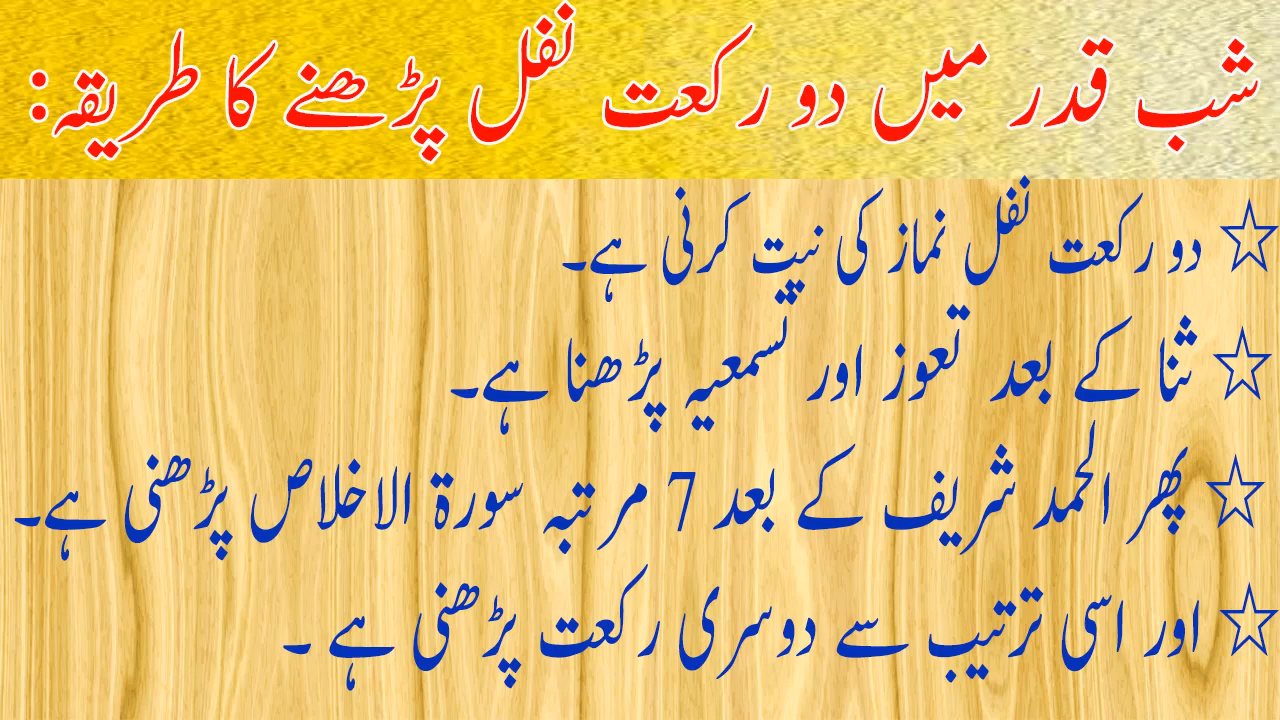 شب قدر میں دو رکعت نفل پڑھنے کا طریقہ:
☆ دو رکعت نفل نماز کی نیت کرنی ہے۔
☆ ثنا کے بعد تعوز اور تسمعیہ پڑھنا ہے۔
☆ پھر الحمد شریف کے بعد 7 مرتبہ سورۃ الاخلاص پڑھنی ہے۔
☆ اور اسی ترتیب سے دوسری رکعت پڑھنی ہے ۔